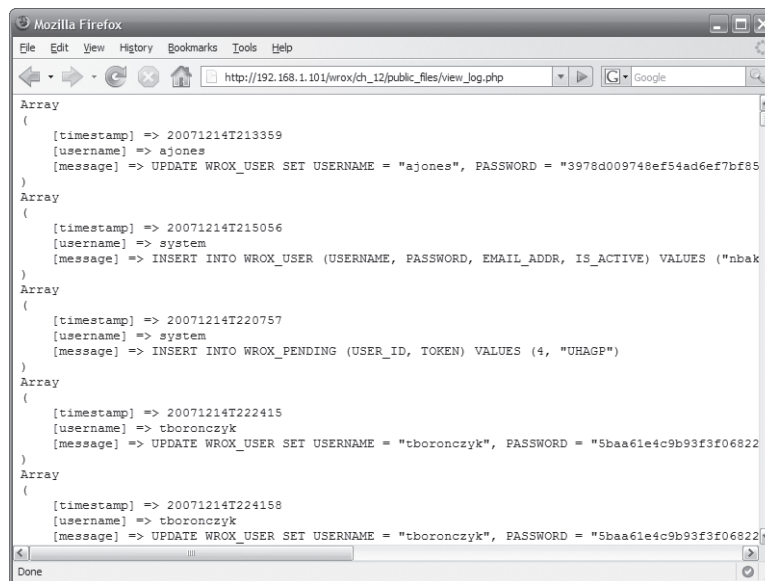 Mozilla Firefox
File Edit View History Bookmarks Tools Help
http://192.168.1.101/wrox/ch_12/public_files/view_log.php
G Google
Array
(
[timestamp] => 20071214T213359
[username] => ajones
[message] => UPDATE WROX_USER SET USERNAME = "ajones", PASSWORD = "3978d009748ef54ad6ef7bf85
)
Array
(
[timestamp] => 20071214T215056
[username] => system
[message] => INSERT INTO WROX_USER (USERNAME, PASSWORD, EMAIL_ADDR, IS_ACTIVE) VALUES ("nbak
)
Array
(
[timestamp] => 20071214T220757
[username] => system
[message] => INSERT INTO WROX_PENDING (USER_ID, TOKEN) VALUES (4, "UHAGP")
)
Array
(
[timestamp] => 20071214T222415
[username] => tboronczyk
[message] => UPDATE WROX_USER SET USERNAME = "tboronczyk", PASSWORD = "5baa61e4c9b93f3f06822
)
Array
(
[timestamp] => 20071214T224158
[username] => tboronczyk
[message] => UPDATE WROX_USER SET USERNAME = "tboronczyk", PASSWORD = "5baa61e4c9b93f3f06822
Done